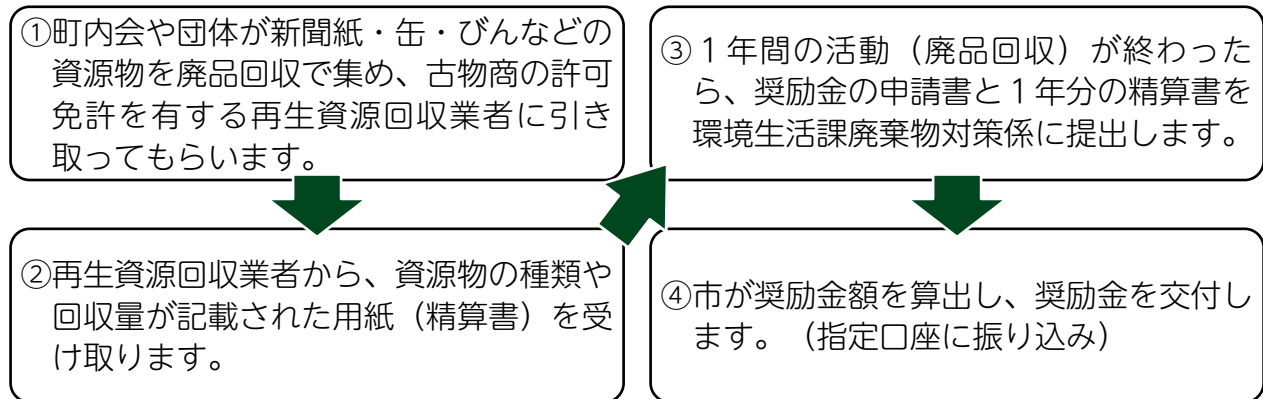 ①町内会や団体が新聞紙・缶・びんなどの
資源物を廃品回収で集め、古物商の許可
免許を有する再生資源回収業者に引き
取ってもらいます。
②再生資源回収業者から、資源物の種類や
回収量が記載された用紙（精算書）を受
け取ります。
③１年間の活動（廃品回収）が終わった
ら、奨励金の申請書と１年分の精算書を
環境生活課廃棄物対策係に提出します。
④市が奨励金額を算出し、奨励金を交付し
ます。（指定口座に振り込み）